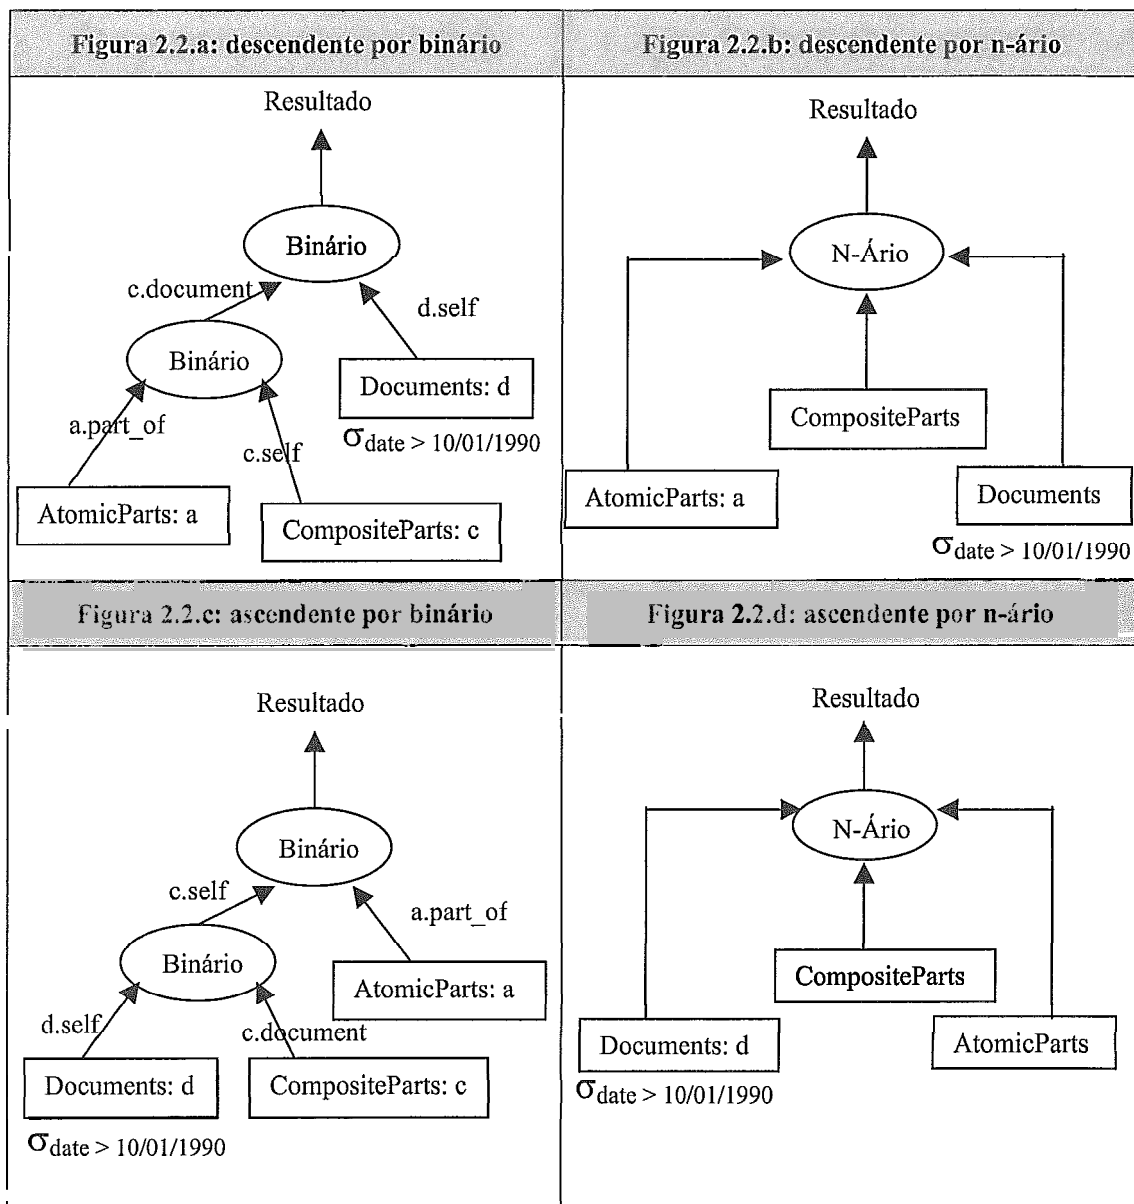 Figura 2.2.a: descendente por binário
Resultado
Binário
c.document
d.self
Binário
Documents: d
σdate > 10/01/1990
a.part_of
c.self
AtomicParts: a
CompositeParts: c
Figura 2.2.b: descendente por n-ário
Resultado
N-Ário
CompositeParts
AtomicParts: a
Documents
σdate > 10/01/1990
Figura 2.2.c: ascendente por binário
Resultado
Binário
c.self
a.part_of
Binário
AtomicParts: a
d.self
c.document
Documents: d
CompositeParts: c
σdate > 10/01/1990
Figura 2.2.d: ascendente por n-ário
Resultado
N-Ário
CompositeParts
Documents: d
AtomicParts
σdate > 10/01/1990